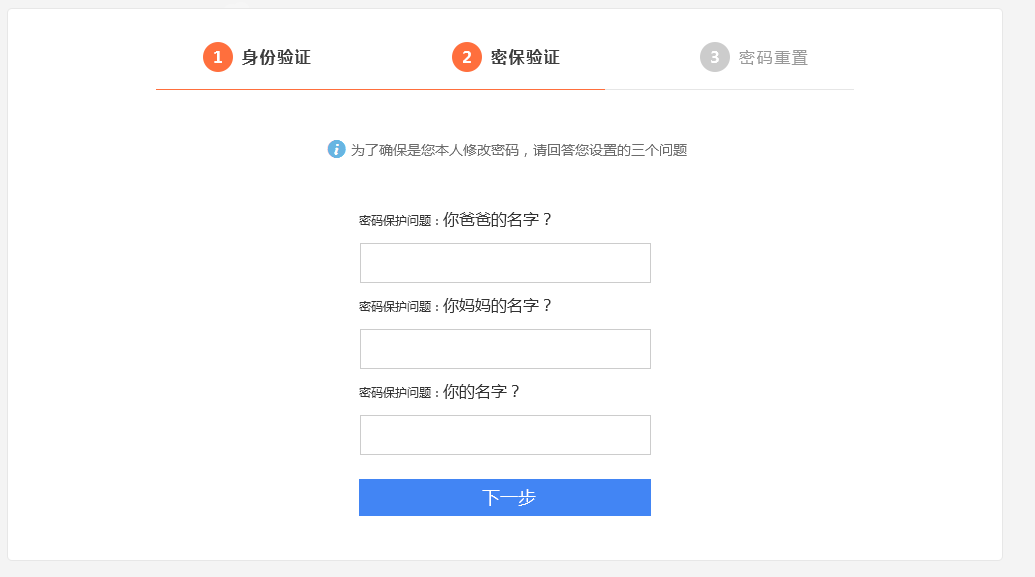 1 身份验证 2 密保验证 3 密码重置
i 为了确保是您本人修改密码，请回答您设置的三个问题
密码保护问题：你爸爸的名字？
密码保护问题：你妈妈的名字？
密码保护问题：你的名字？
下一步